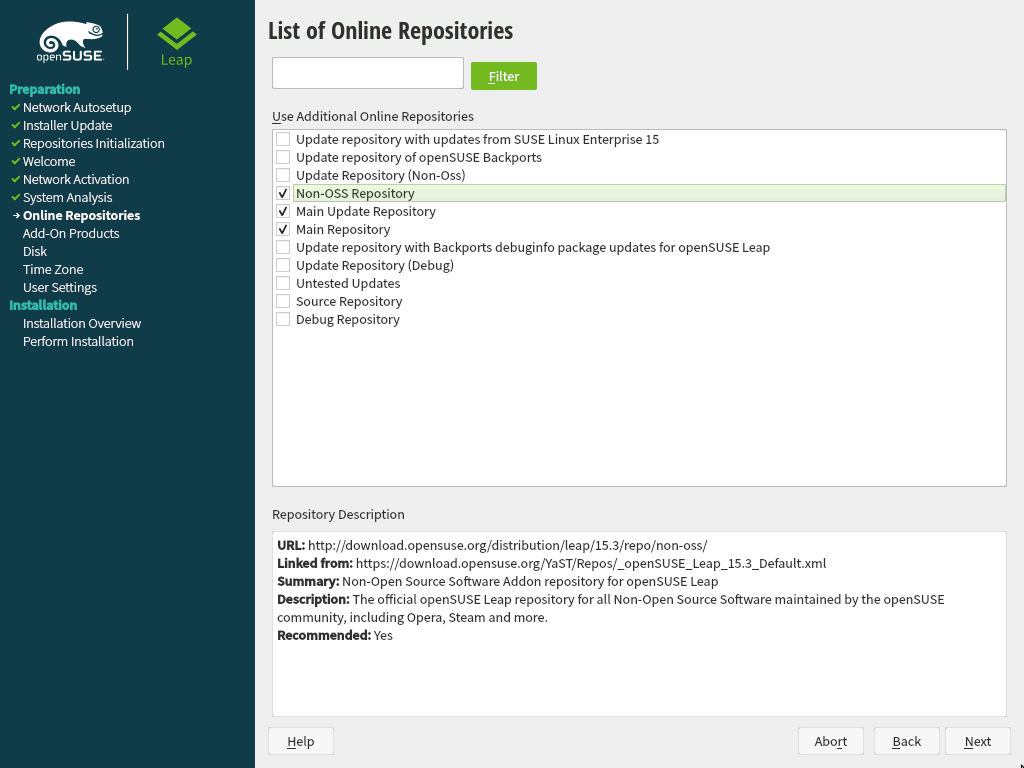 openSUSE
Leap
Preparation
Network Autosetup
Installer Update
Repositories Initialization
Welcome
Network Activation
System Analysis
Online Repositories
Add-On Products
Disk
Time Zone
User Settings
Installation
Installation Overview
Perform Installation
List of Online Repositories
Filter
Use Additional Online Repositories
Update repository with updates from SUSE Linux Enterprise 15
Update repository of openSUSE Backports
Update Repository (Non-Oss)
Non-OSS Repository
Main Update Repository
Main Repository
Update repository with Backports debuginfo package updates for openSUSE Leap
Update Repository (Debug)
Untested Updates
Source Repository
Debug Repository
Repository Description
URL: http://download.opensuse.org/distribution/leap/15.3/repo/non-oss/
Linked from: https://download.opensuse.org/YaST/Repos/_openSUSE_Leap_15.3_Default.xml
Summary: Non-Open Source Software Addon repository for openSUSE Leap
Description: The official openSUSE Leap repository for all Non-Open Source Software maintained by the openSUSE
community, including Opera, Steam and more.
Recommended: Yes
Help
Abort
Back
Next